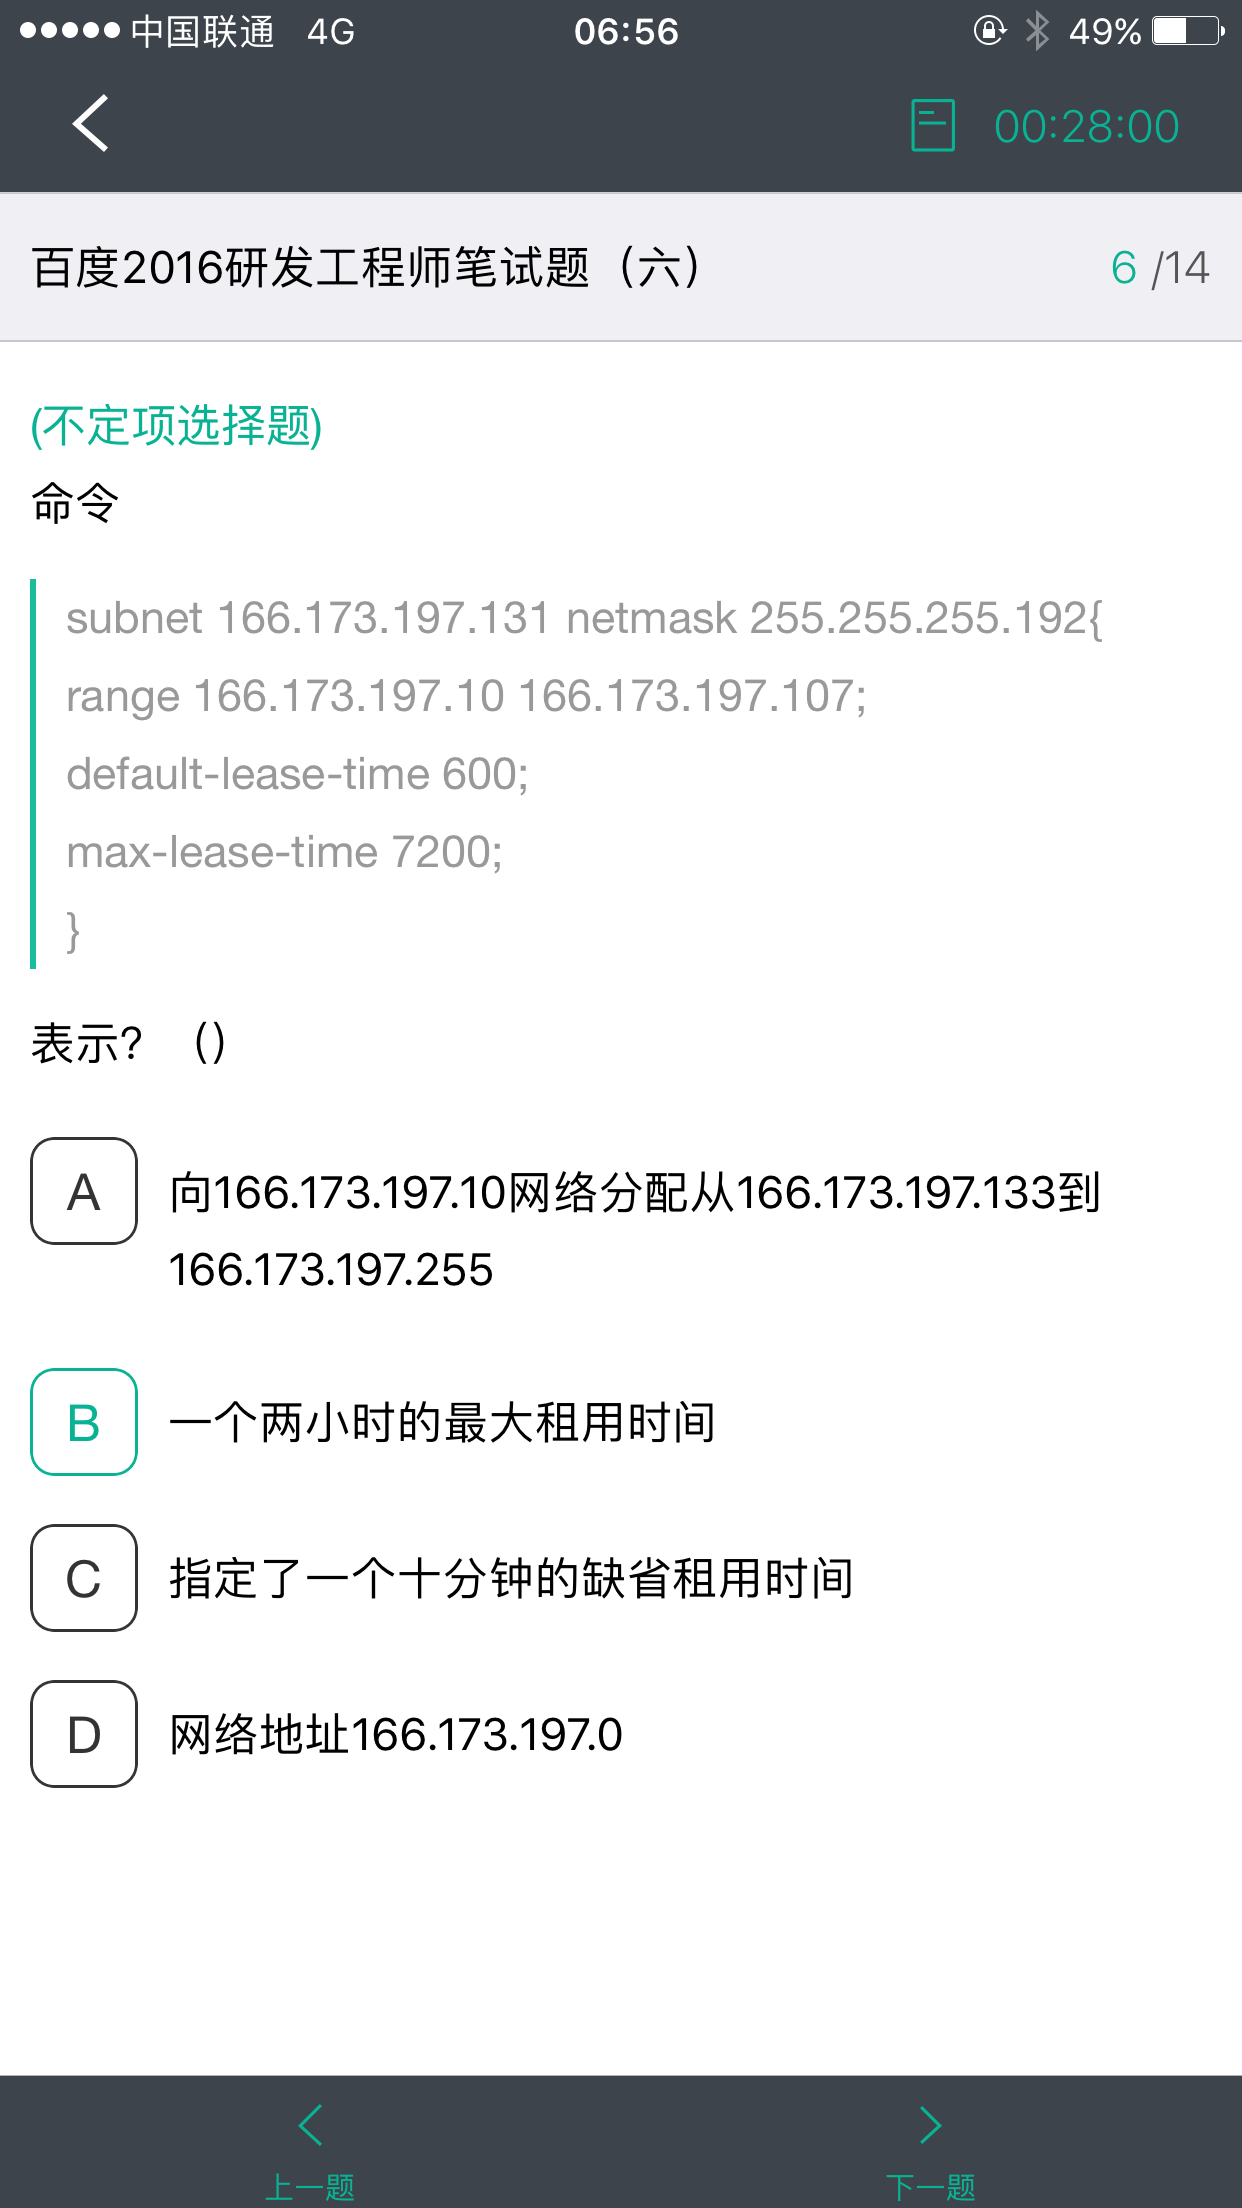 中国联通 4G 06:56 49%
00:28:00
百度2016研发工程师笔试题（六） 6 /14
(不定项选择题)
命令
subnet 166.173.197.131 netmask 255.255.255.192{
range 166.173.197.10 166.173.197.107;
default-lease-time 600;
max-lease-time 7200;
}
表示? ()
A 向166.173.197.10网络分配从166.173.197.133到
166.173.197.255
B 一个两小时的最大租用时间
C 指定了一个十分钟的缺省租用时间
D 网络地址166.173.197.0
上一题 下一题